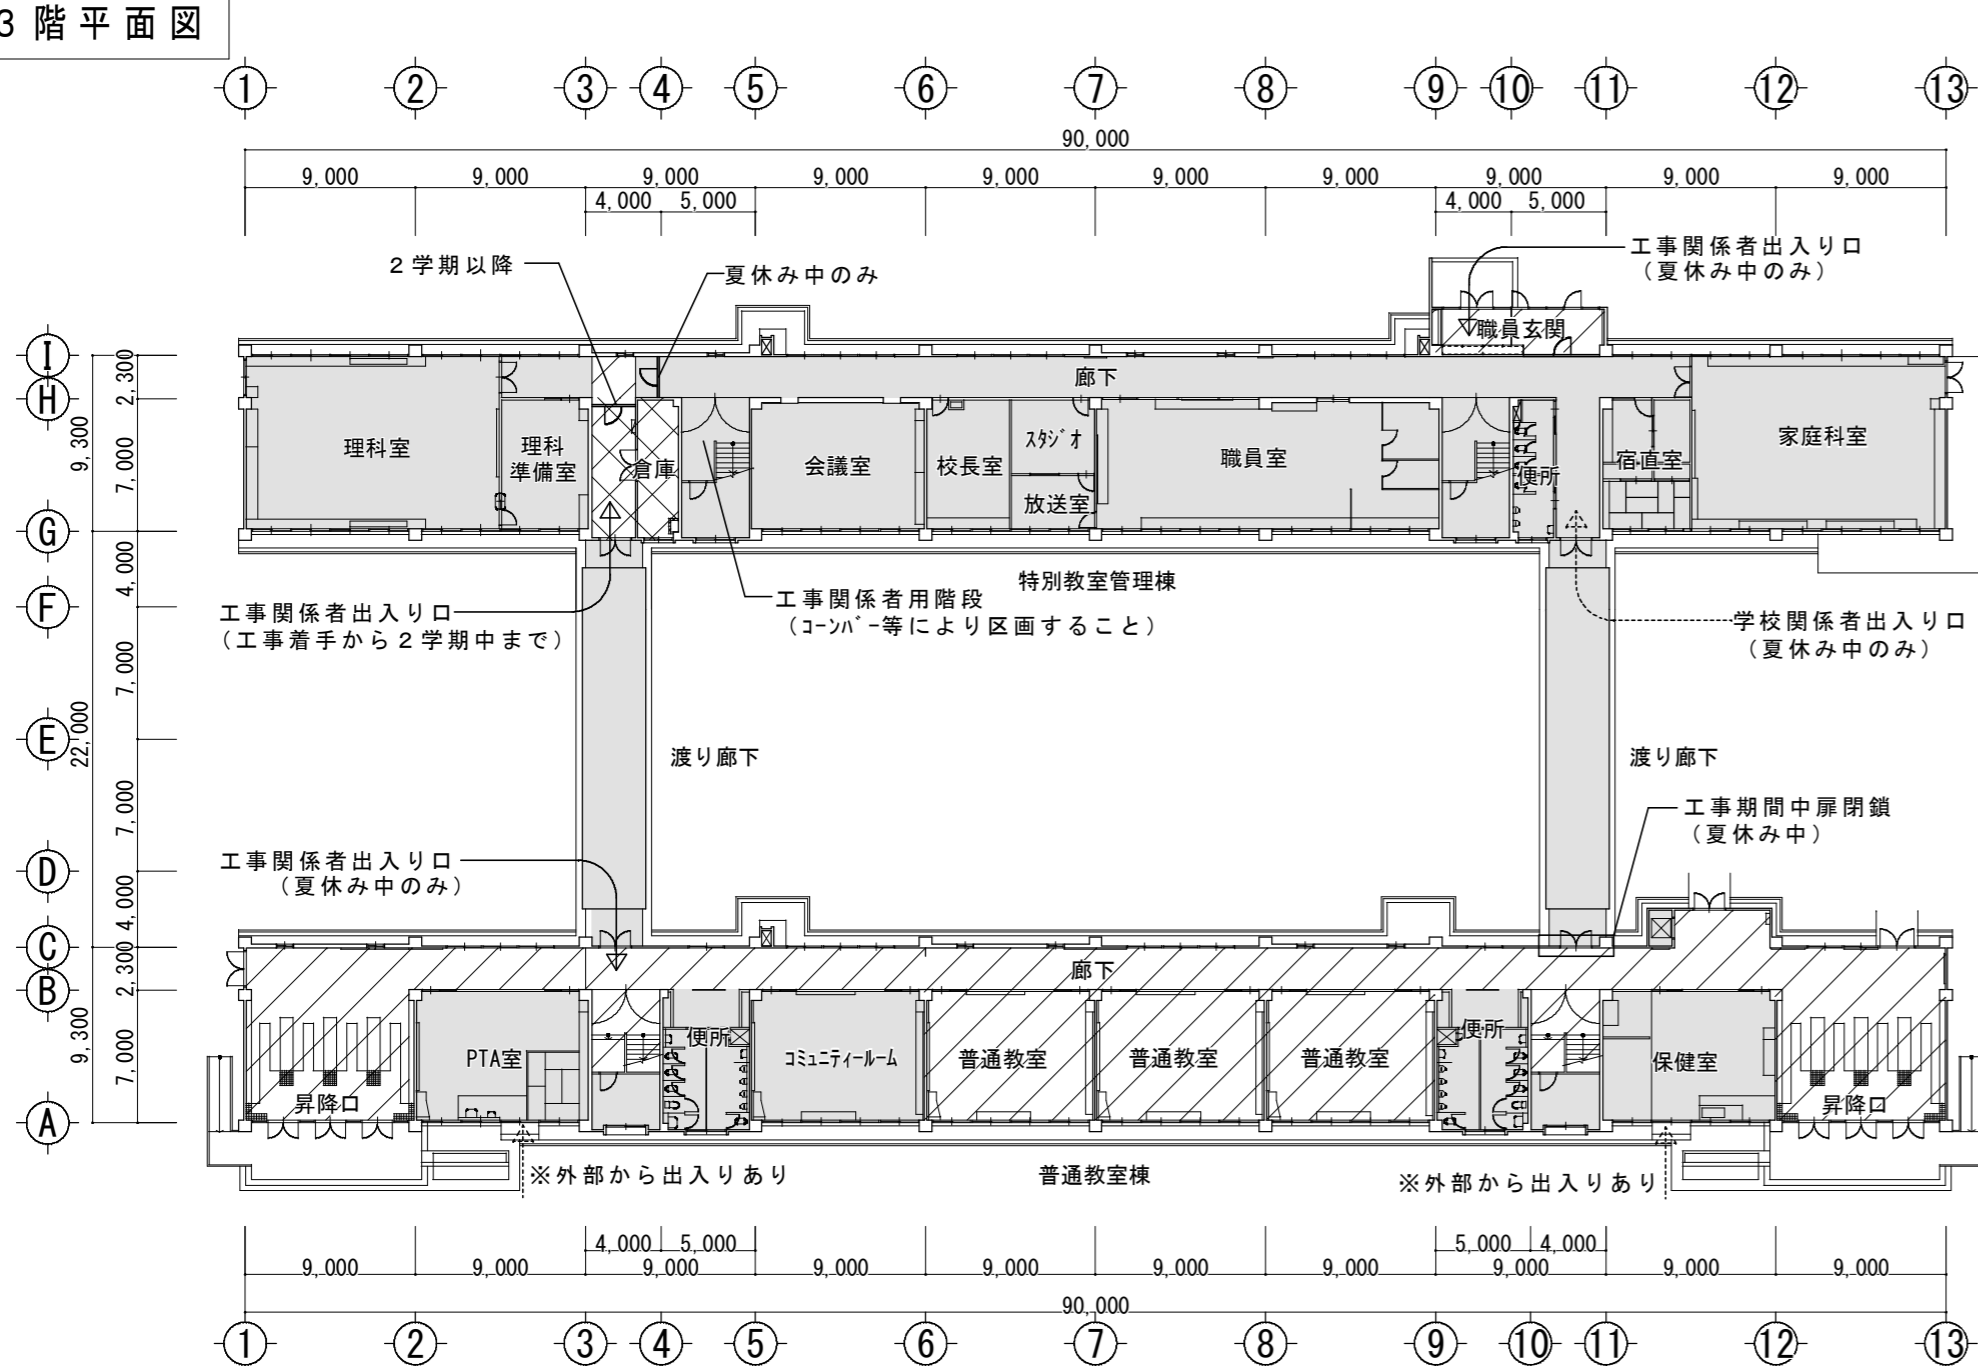 3階平面図
1 2 3 4 5 6 7 8 9 10 11 12 13
90,000
9,000 9,000 9,000 9,000 9,000 9,000 9,000 9,000 9,000 9,000
4,000 5,000 4,000 5,000
工事関係者出入り口
（夏休み中のみ）
2学期以降
夏休み中のみ
職員玄関
I
H
G
F
E
D
C
B
A
2,300
9,300
7,000
4,000
7,000
22,000
7,000
4,000
2,300
9,300
7,000
廊下
理科室
理科
準備室
倉庫
会議室
校長室
ｽﾀｼﾞｵ
放送室
職員室
便所
宿直室
家庭科室
特別教室管理棟
工事関係者出入り口
（工事着手から2学期中まで）
工事関係者用階段
（ｺｰﾝﾊﾞｰ等により区画すること）
学校関係者出入り口
（夏休み中のみ）
渡り廊下
渡り廊下
工事期間中扉閉鎖
（夏休み中）
工事関係者出入り口
（夏休み中のみ）
廊下
昇降口
PTA室
便所
ｺﾐｭﾆﾃｨｰﾙｰﾑ
普通教室
普通教室
普通教室
便所
保健室
昇降口
※外部から出入りあり
普通教室棟
※外部から出入りあり
4,000 5,000 5,000 4,000
9,000 9,000 9,000 9,000 9,000 9,000 9,000 9,000 9,000 9,000
90,000
1 2 3 4 5 6 7 8 9 10 11 12 13